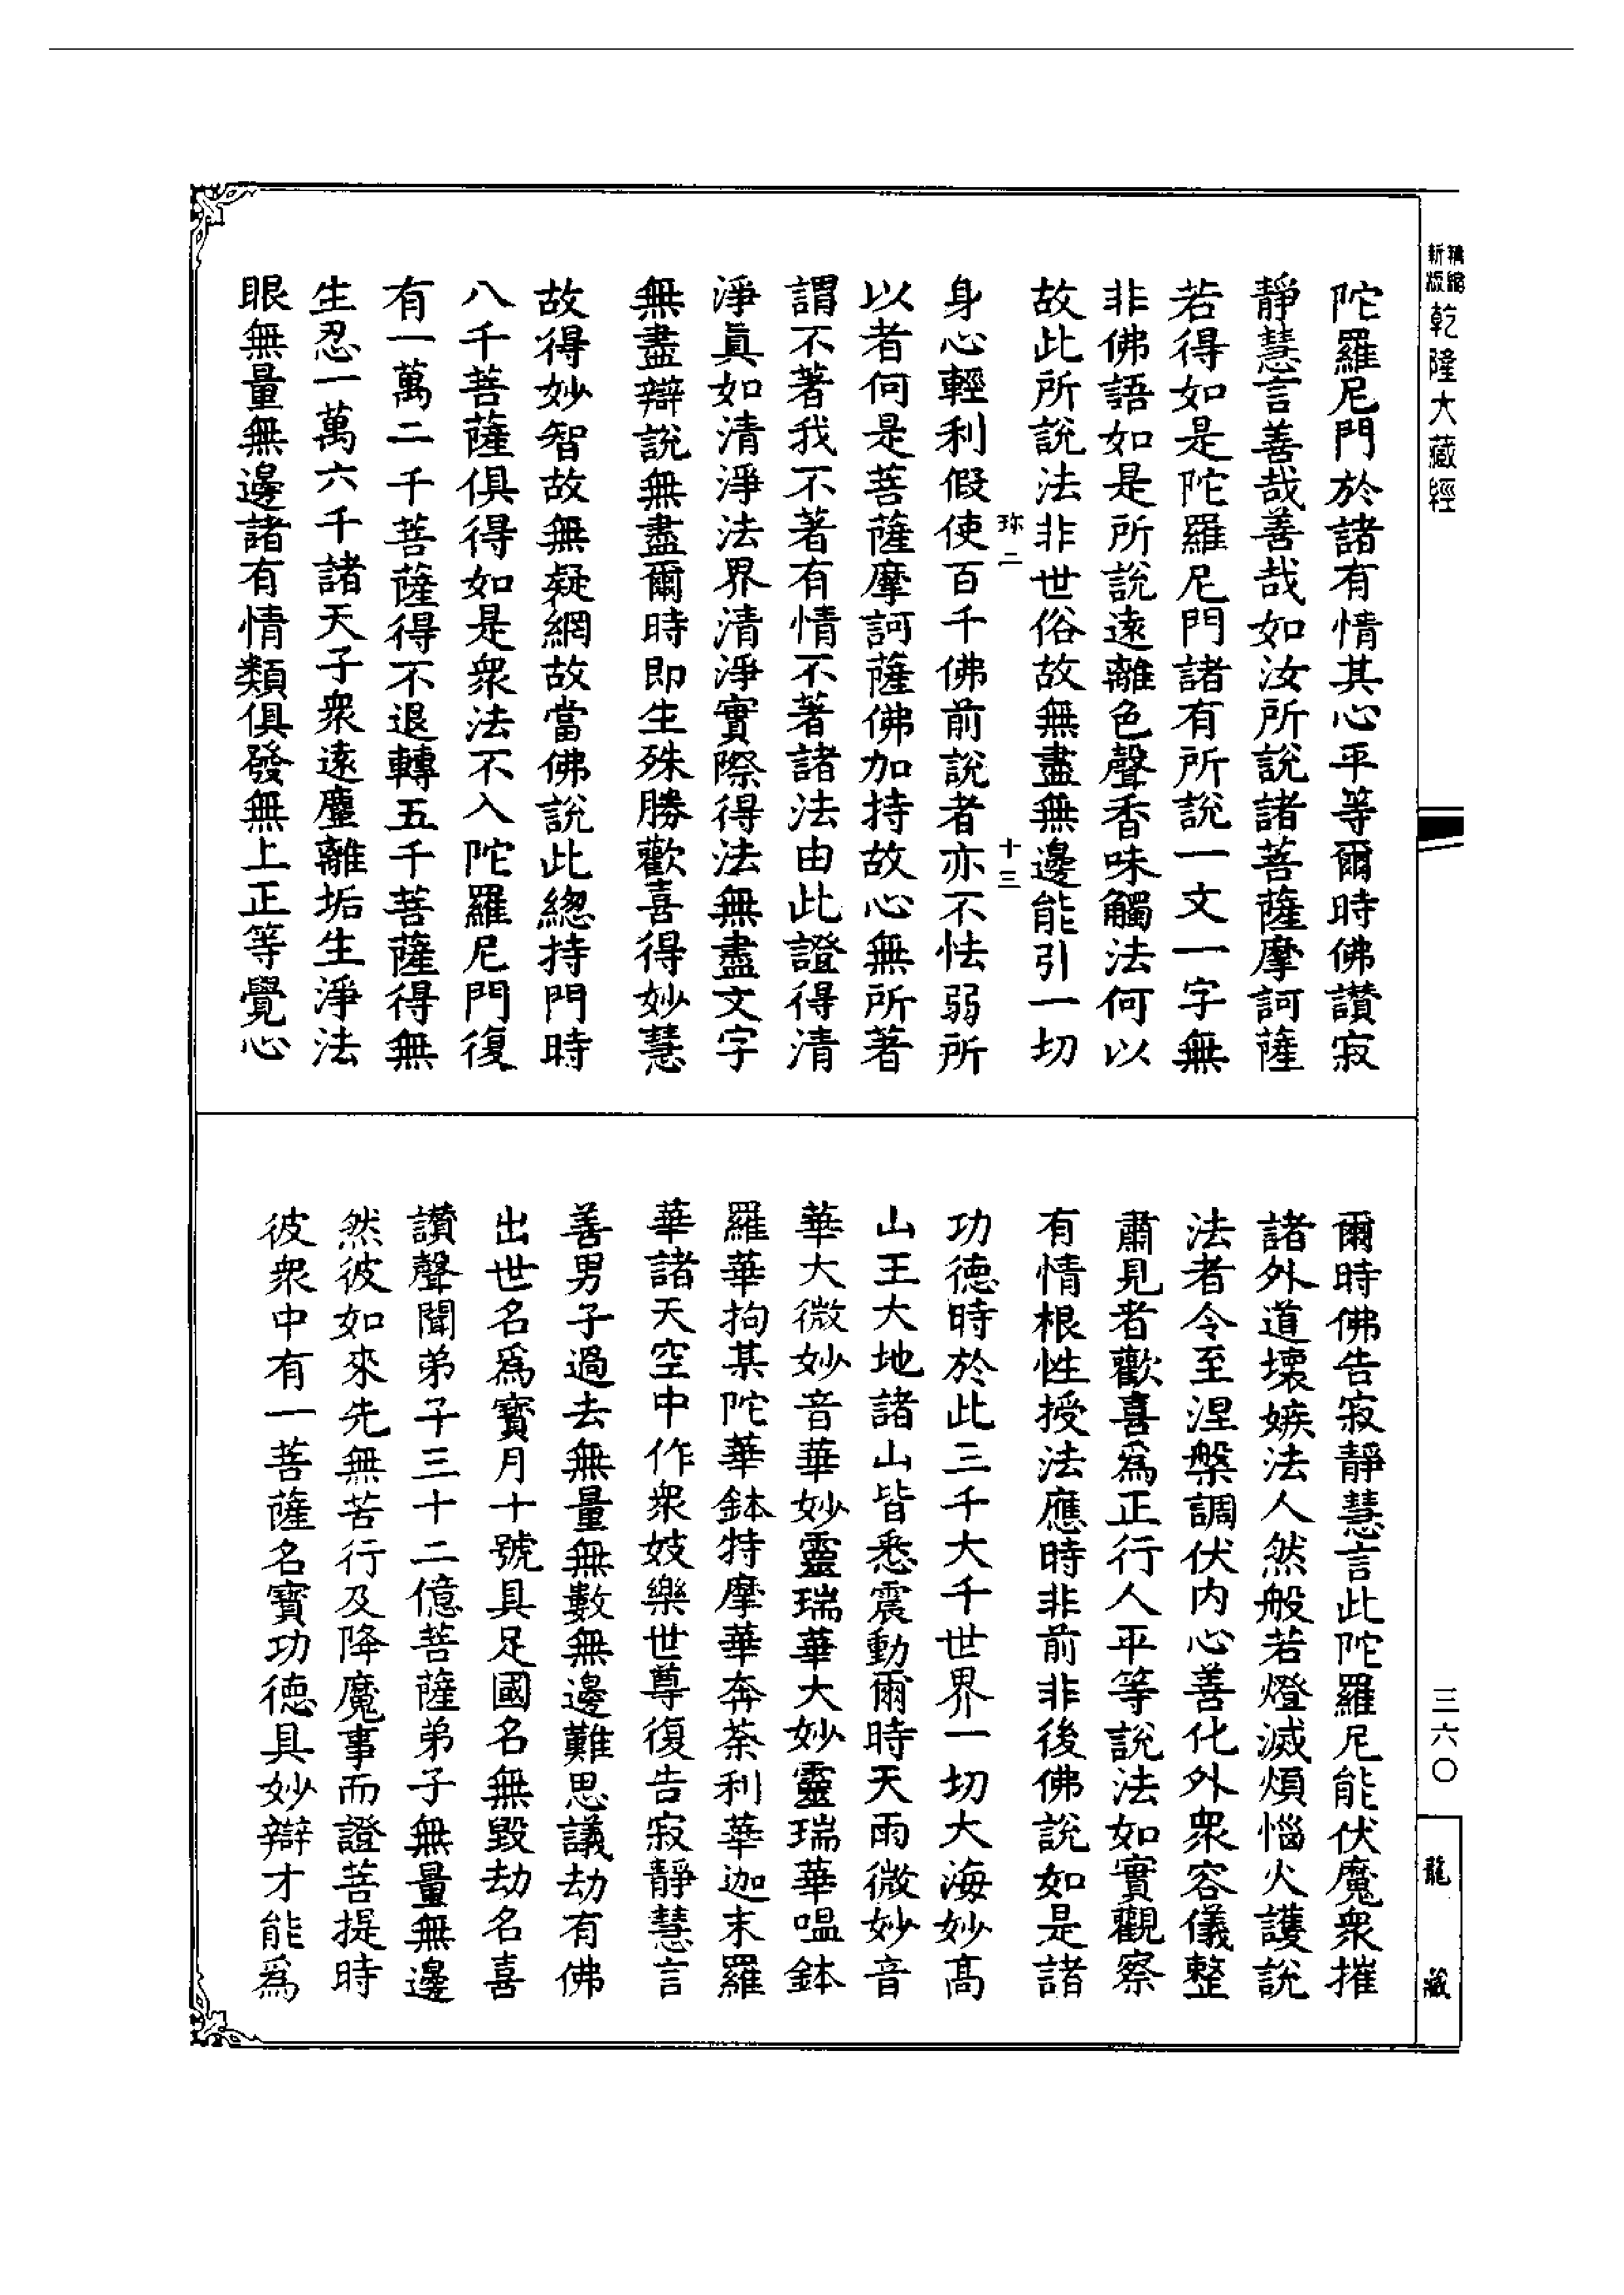 精編新版乾隆大藏經
陀羅尼門於諸有情其心平等爾時佛讃寂
靜慧言善哉善哉如汝所說諸菩薩摩訶薩
若得如是陀羅尼門諸有所說一文一字無
非佛語如是所說遠離色聲香味觸法何以
故此所說法非世俗故無盡無邊能引一切
珎二 十三
身心輕利假使百千佛前說者亦不怯弱所
以者何是菩薩摩訶薩佛加持故心無所著
謂不著我不著有情不著諸法由此證得清
淨眞如清淨法界清淨實際得法無盡文字
無盡辯說無盡爾時即生殊勝歡喜得妙慧
故得妙智故無疑網故當佛說此緫持門時
八千菩薩俱得如是衆法不入陀羅尼門復
有一萬二千菩薩得不退轉五千菩薩得無
生忍一萬六千諸天子衆遠塵離垢生淨法
眼無量無邊諸有情類俱發無上正等覺心
爾時佛告寂靜慧言此陀羅尼能伏魔衆摧
諸外道壞嫉法人然般若燈滅煩惱火護說
法者令至涅槃調伏内心善化外衆容儀整
肅見者歡喜爲正行人平等說法如實觀察
有情根性授法應時非前非後佛說如是諸
功德時於此三千大千世界一切大海妙髙
山王大地諸山皆悉震動爾時天雨微妙音
華大微妙音華妙靈瑞華大妙靈瑞華嗢鉢
羅華拘某陀華鉢特摩華奔荼利華迦末羅
華諸天空中作衆妓樂世尊復告寂靜慧言
善男子過去無量無數無邊難思議劫有佛
出世名爲寶月十號具足國名無毀劫名喜
讃聲聞弟子三十二億菩薩弟子無量無邊
然彼如來先無苦行及降魔事而證菩提時
彼衆中有一菩薩名寶功德具妙辯才能爲
三六〇
龍藏